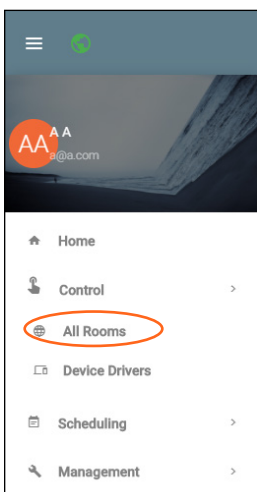 AA
A A
a@a.com
Home
Control
All Rooms
Device Drivers
Scheduling
Management